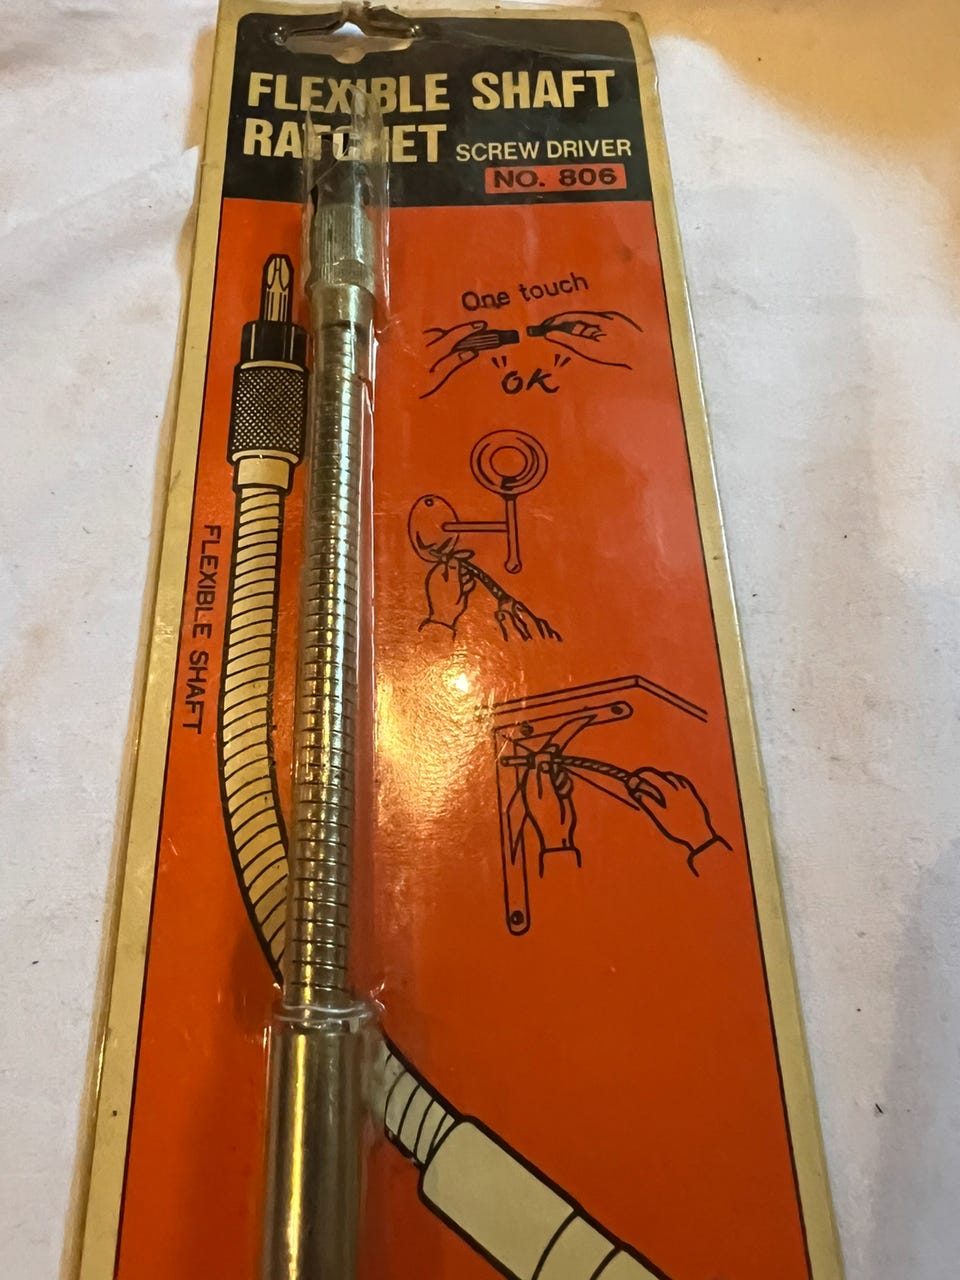 FLEXIBLE SHAFT
RATCHET SCREW DRIVER
NO. 806
One touch
"OK"
FLEXIBLE SHAFT